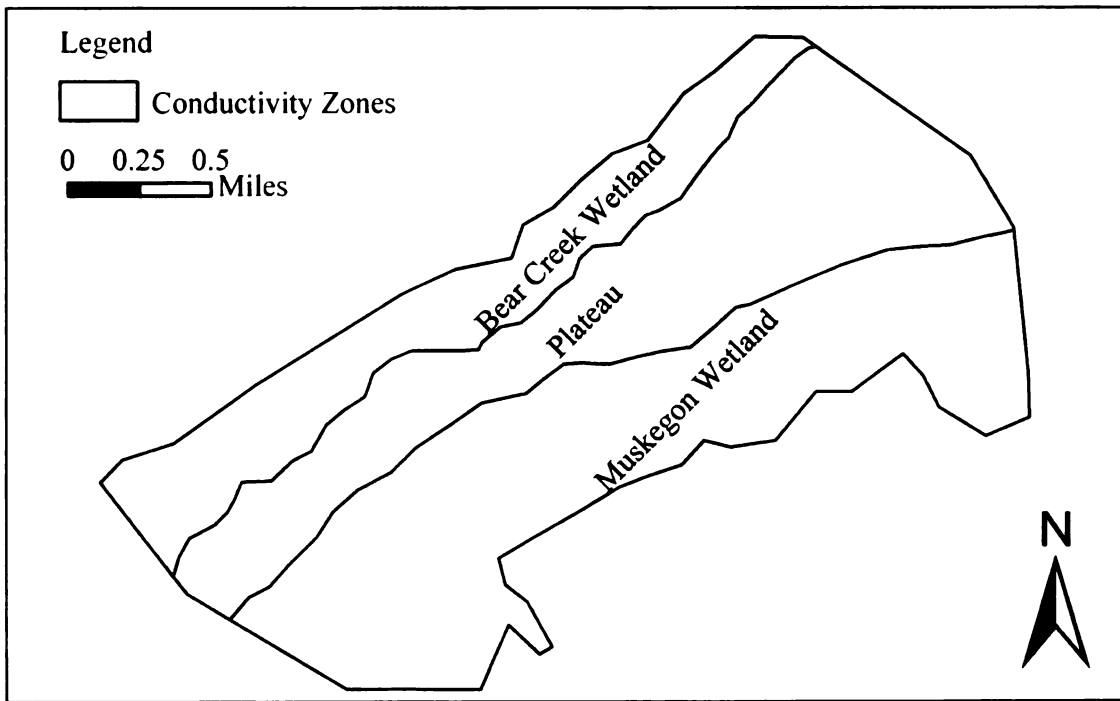 Legend
Conductivity Zones
0 0.25 0.5
Miles
Bear Creek Wetland
Plateau
Muskegon Wetland
N